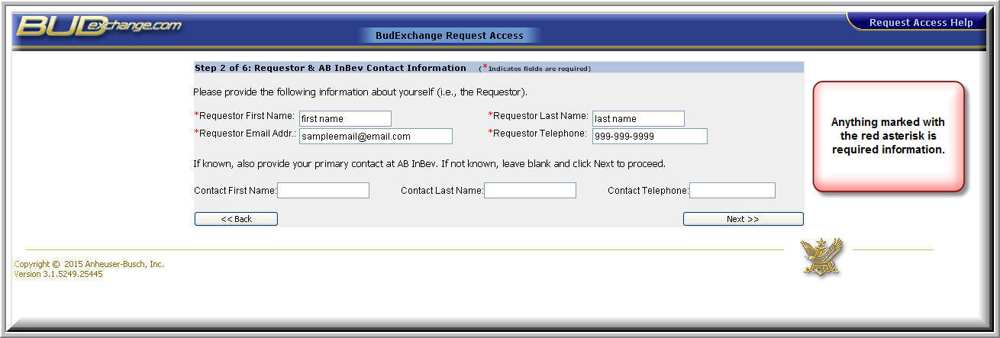 BUDexchange.com
Request Access Help
BudExchange Request Access
Step 2 of 6: Requestor & AB InBev Contact Information (*Indicates fields are required)
Please provide the following information about yourself (i.e., the Requestor).
*Requestor First Name: first name *Requestor Last Name: last name
*Requestor Email Addr.: sampleemail@email.com *Requestor Telephone: 999-999-9999
Anything marked with
the red asterisk is
required information.
If known, also provide your primary contact at AB InBev. If not known, leave blank and click Next to proceed.
Contact First Name: Contact Last Name: Contact Telephone:
<< Back Next >>
Copyright © 2015 Anheuser-Busch, Inc.
Version 3.1.5249.25445